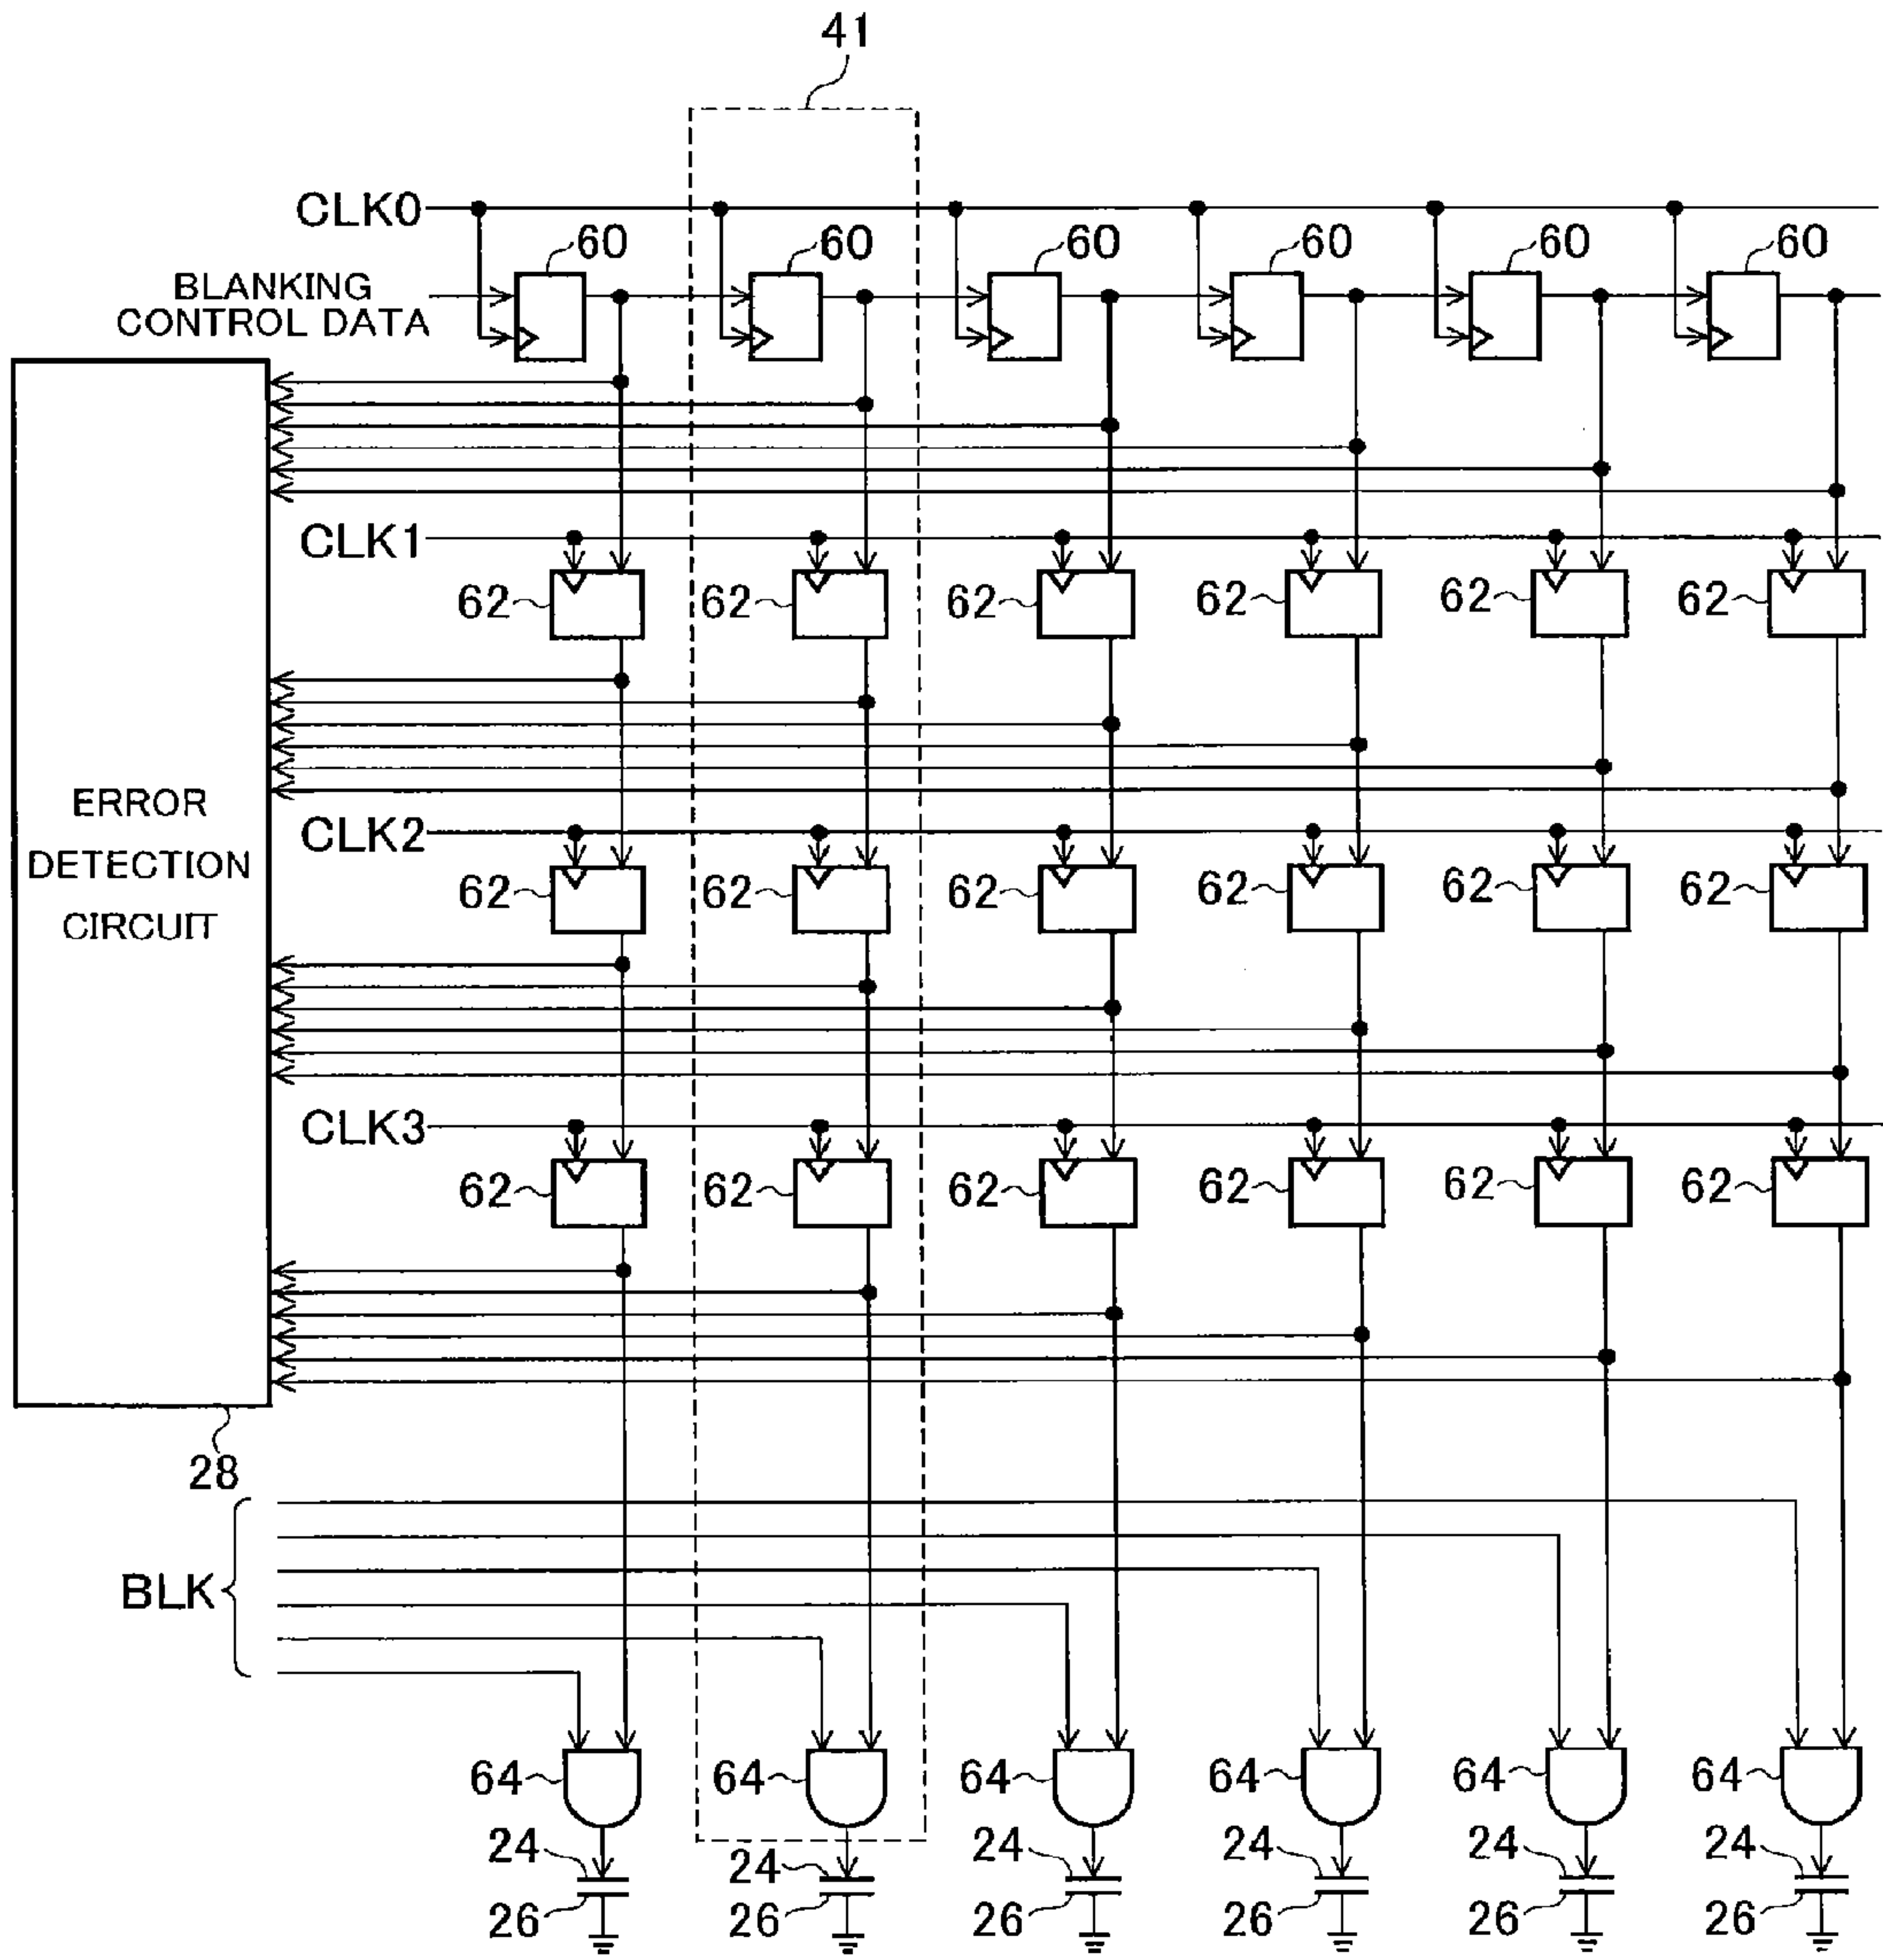 41
CLK0
60 60 60 60 60 60
BLANKING
CONTROL DATA
CLK1
62 62 62 62 62 62
ERROR
DETECTION
CIRCUIT
CLK2
62 62 62 62 62 62
CLK3
62 62 62 62 62 62
28
BLK
64 64 64 64 64 64
24 24 24 24 24 24
26 26 26 26 26 26